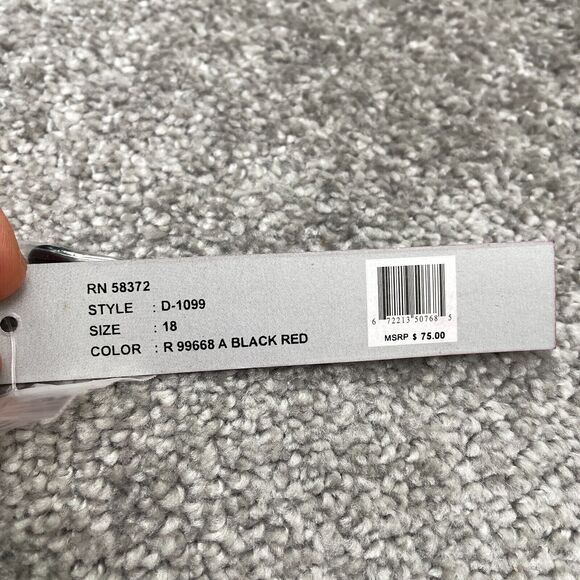 RN 58372
STYLE : D-1099
SIZE : 18
COLOR : R 99668 A BLACK RED
6 72213 50768 5
MSRP $ 75.00